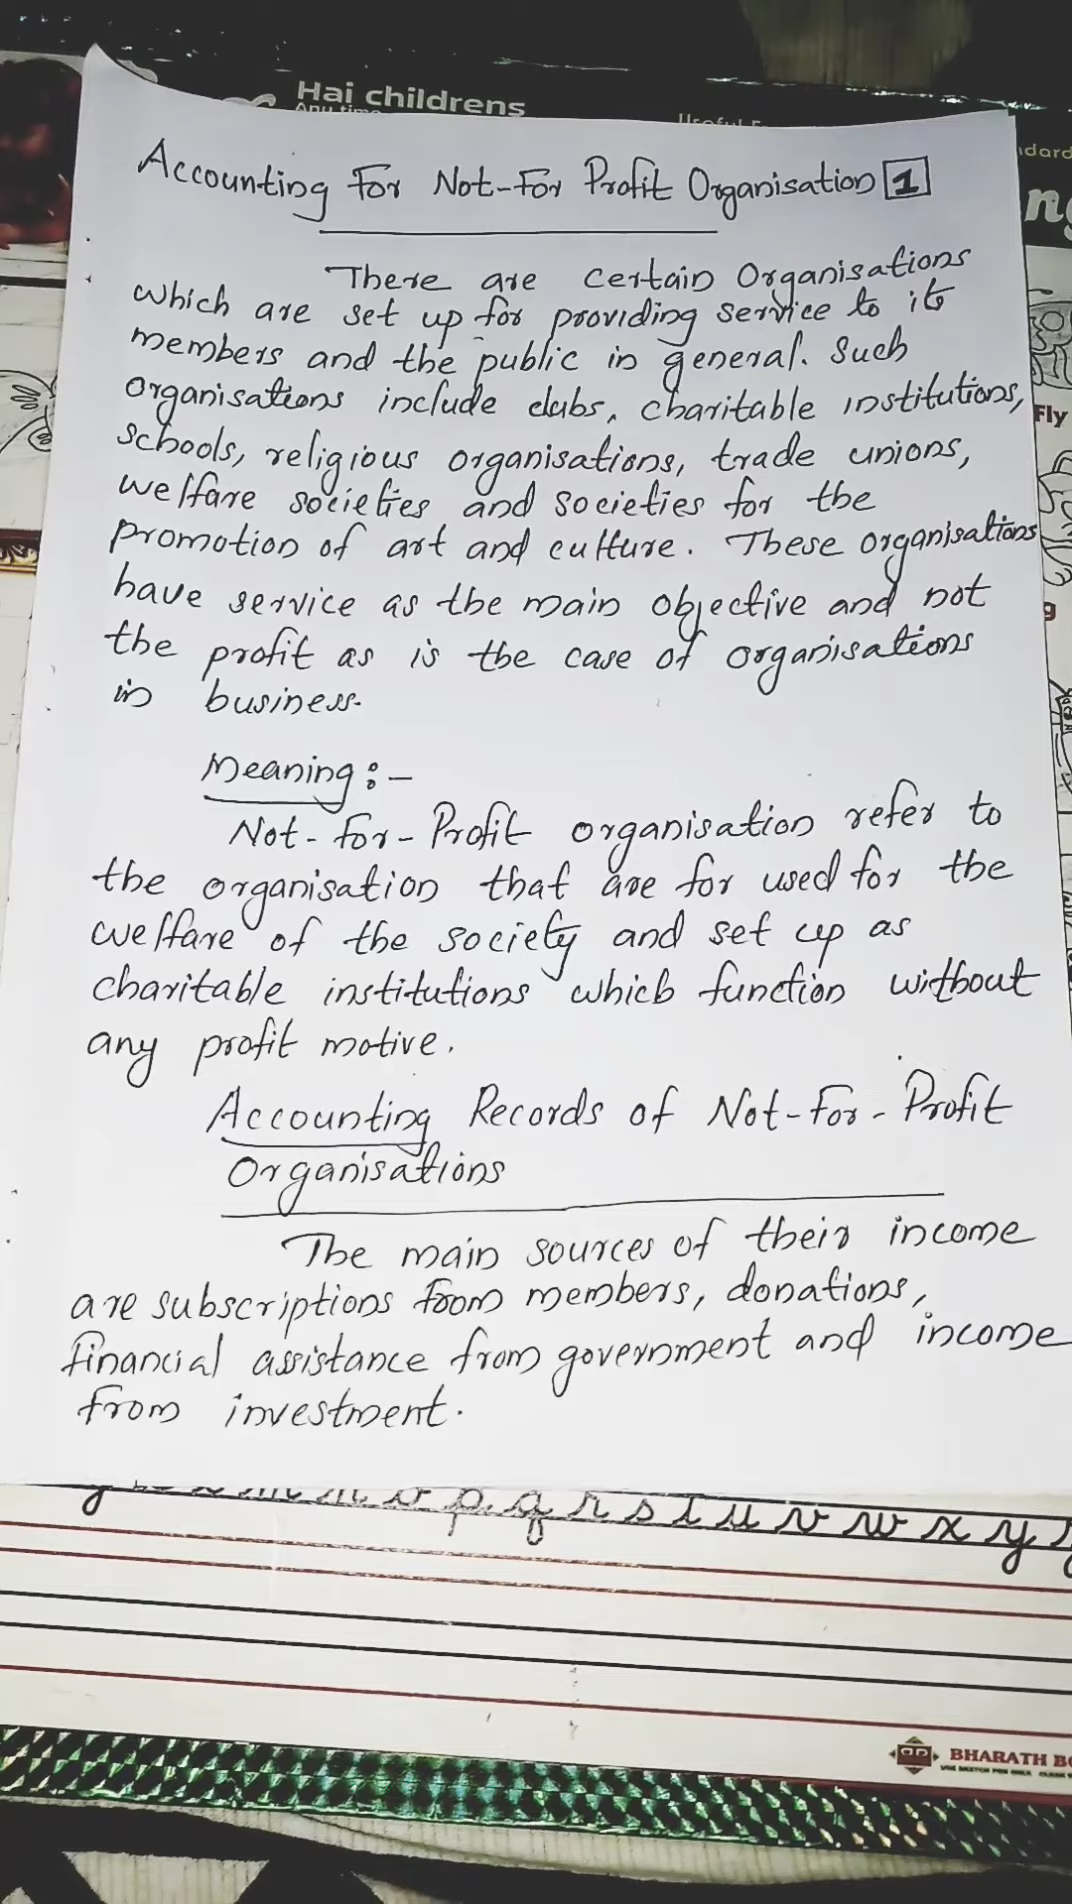 Hai childrens
Accounting For Not-For Profit Organisation 1
There are certain Organisations
which are set up for providing service to its
members and the public in general. Such
organisations include clubs, charitable institutions,
schools, religious organisations, trade unions,
welfare societies and societies for the
promotion of art and culture. These organisations
have service as the main objective and not
the profit as is the case of organisations
in business.
Meaning :-
Not-for-Profit organisation refer to
the organisation that are for used for the
welfare of the society and set up as
charitable institutions which function without
any profit motive.
Accounting Records of Not-For-Profit
Organisations
The main sources of their income
are subscriptions from members, donations,
financial assistance from government and income
from investment.
Fly
p q r s t u v w x y
BHARATH BO